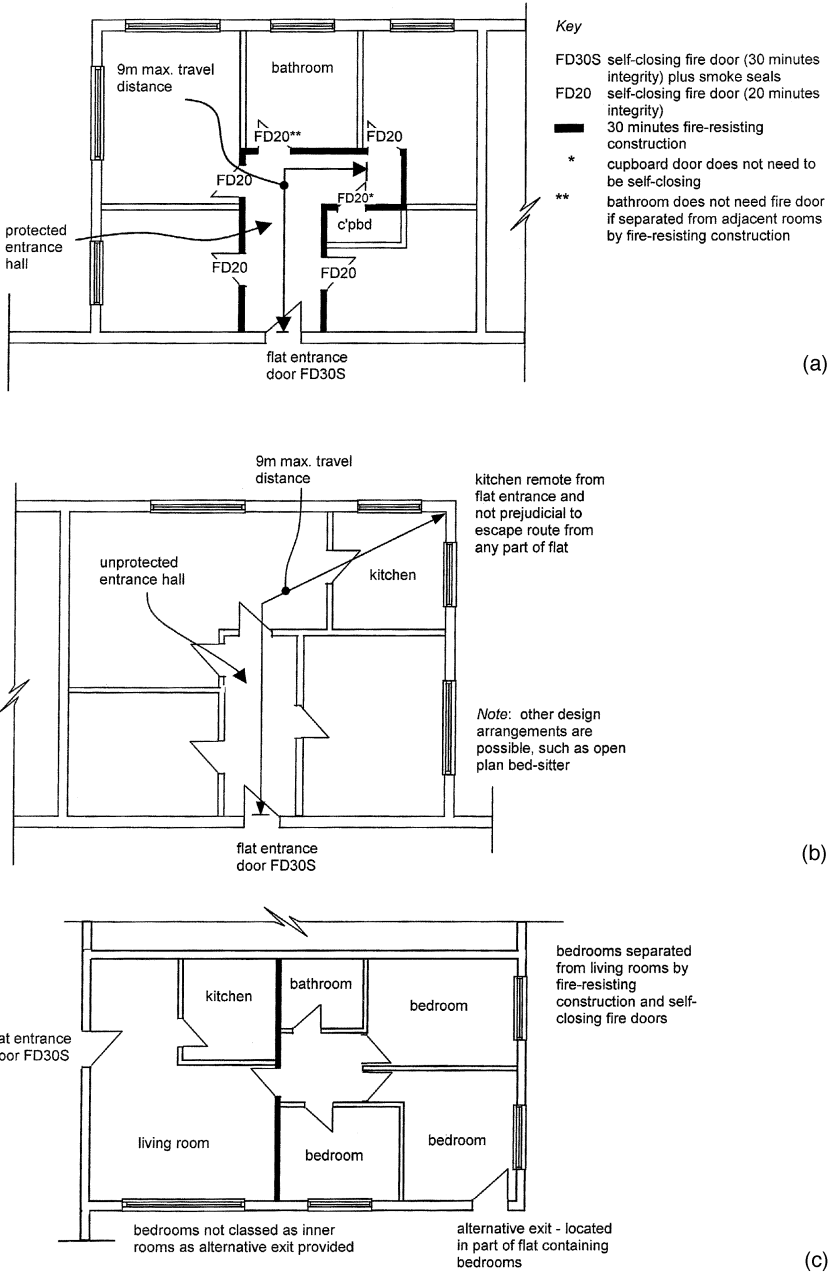 Key
FD30S self-closing fire door (30 minutes
integrity) plus smoke seals
FD20 self-closing fire door (20 minutes
integrity)
30 minutes fire-resisting
construction
* cupboard door does not need to
be self-closing
** bathroom does not need fire door
if separated from adjacent rooms
by fire-resisting construction
9m max. travel
distance
bathroom
FD20**
FD20
FD20
FD20*
c'pbd
protected
entrance
hall
FD20
FD20
flat entrance
door FD30S
(a)
9m max. travel
distance
kitchen remote from
flat entrance and
not prejudicial to
escape route from
any part of flat
unprotected
entrance hall
kitchen
Note: other design
arrangements are
possible, such as open
plan bed-sitter
flat entrance
door FD30S
(b)
bedrooms separated
from living rooms by
fire-resisting
construction and self-
closing fire doors
kitchen
bathroom
bedroom
at entrance
oor FD30S
living room
bedroom
bedroom
bedrooms not classed as inner
rooms as alternative exit provided
alternative exit - located
in part of flat containing
bedrooms
(c)